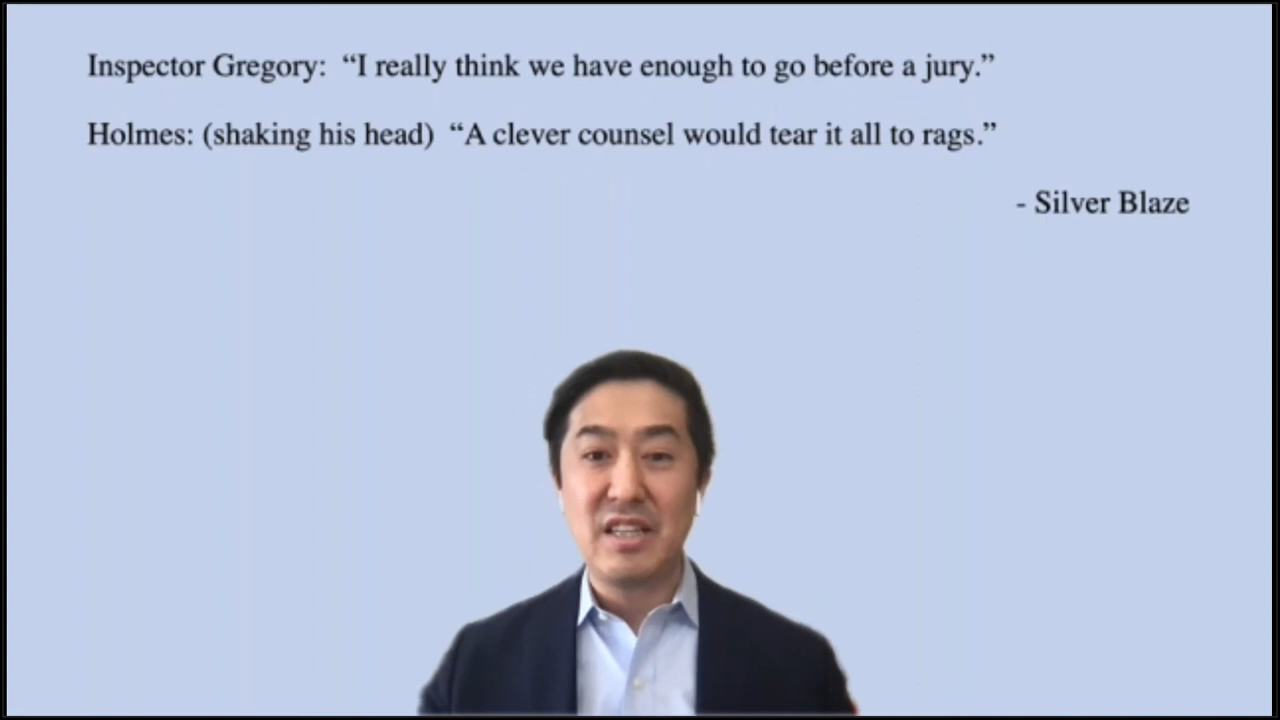 Inspector Gregory: “I really think we have enough to go before a jury.”
Holmes: (shaking his head) “A clever counsel would tear it all to rags.”
- Silver Blaze